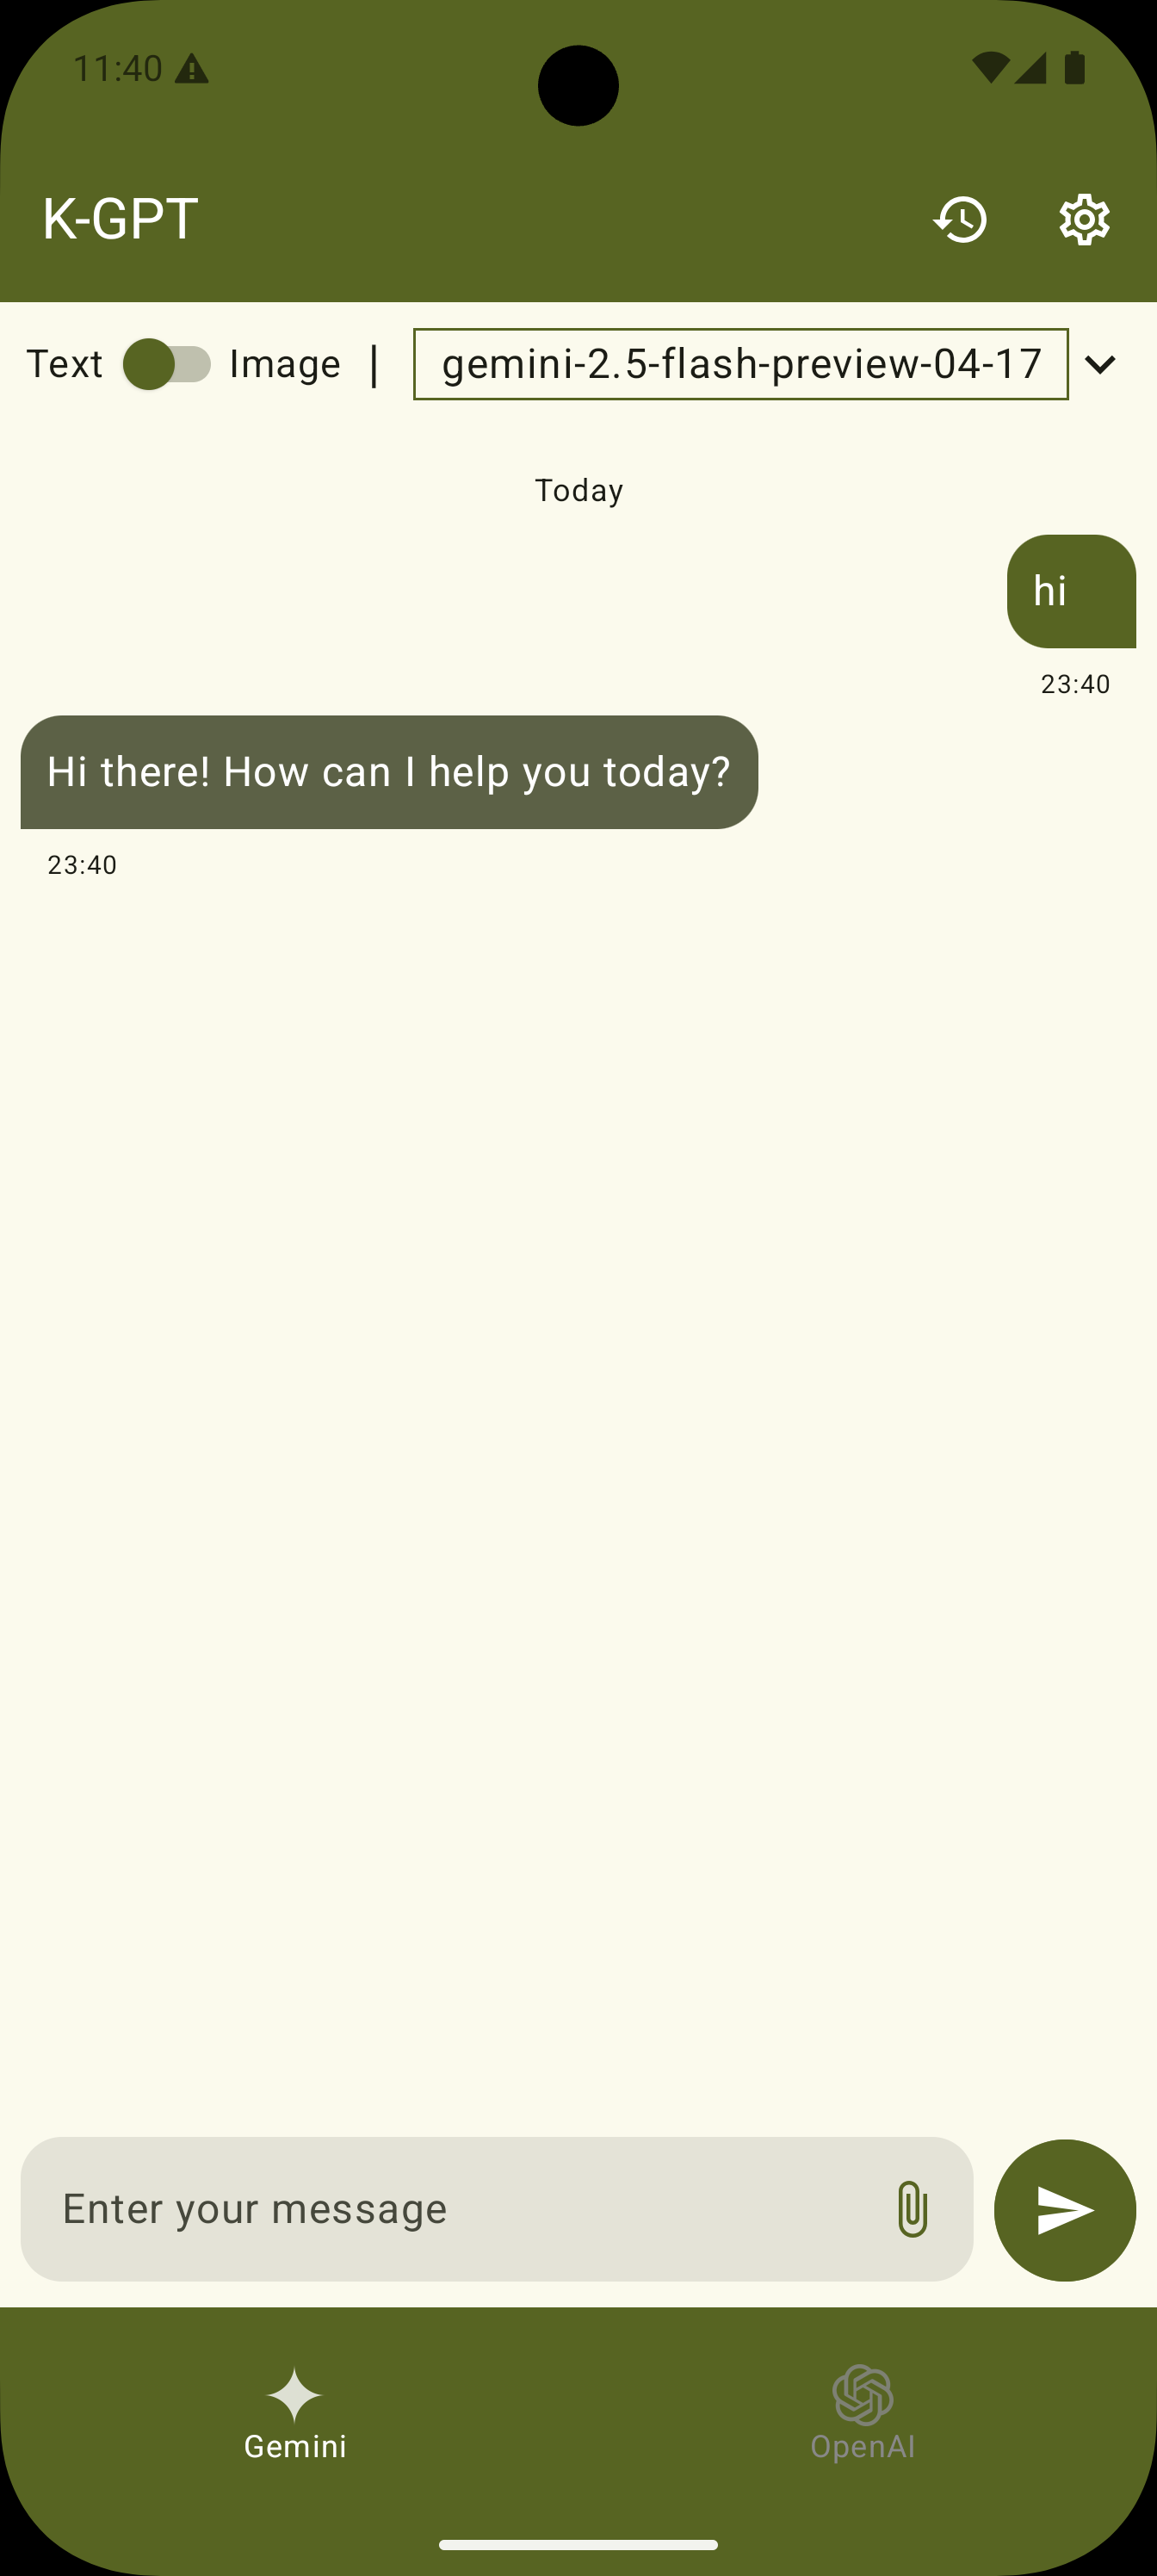 11:40
K-GPT
Text Image | gemini-2.5-flash-preview-04-17
Today
hi
23:40
Hi there! How can I help you today?
23:40
Enter your message
Gemini OpenAI